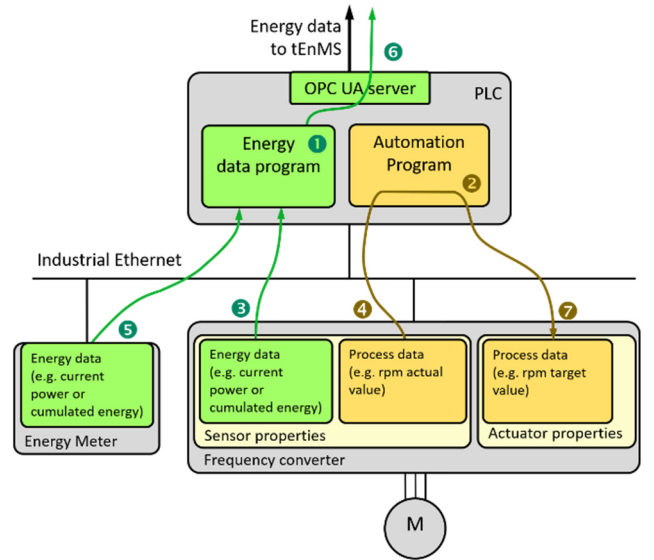 Energy data
to tEnMS
6
OPC UA server
PLC
Energy
data program
1
Automation
Program
2
Industrial Ethernet
5
3
4
7
Energy data
(e.g. current
power or
cumulated energy)
Energy Meter
Energy data
(e.g. current
power or
cumulated energy)
Process data
(e.g. rpm actual
value)
Sensor properties
Process data
(e.g. rpm target
value)
Actuator properties
Frequency converter
M